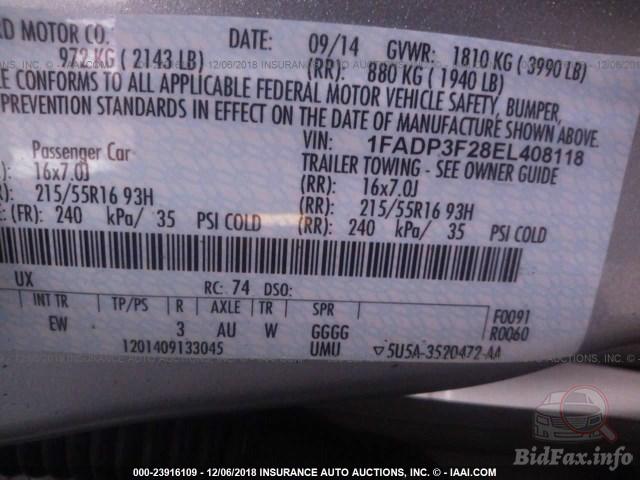 MOTOR CO. DATE: 09/14 GVWR: 1810 KG ( 3990 LB)
972 KG ( 2143 LB) (RR): 880 KG ( 1940 LB)
CONFORMS TO ALL APPLICABLE FEDERAL MOTOR VEHICLE SAFETY, BUMPER,
PREVENTION STANDARDS IN EFFECT ON THE DATE OF MANUFACTURE SHOWN ABOVE.
VIN: 1FADP3F28EL408118
Passenger Car TRAILER TOWING - SEE OWNER GUIDE
16x7.0J (RR): 16x7.0J
215/55R16 93H (RR): 215/55R16 93H
(FR): 240 kPa/ 35 PSI COLD (RR): 240 kPa/ 35 PSI COLD
UX RC: 74 DSO:
INT TR TP/PS R AXLE TR SPR F0091
EW 3 AU W GGGG R0060
1201409133045 UMU ▽5U5A-3520472-AA
000-23916109 - 12/06/2018 INSURANCE AUTO AUCTIONS, INC. - IAAI.COM
BidFax.info